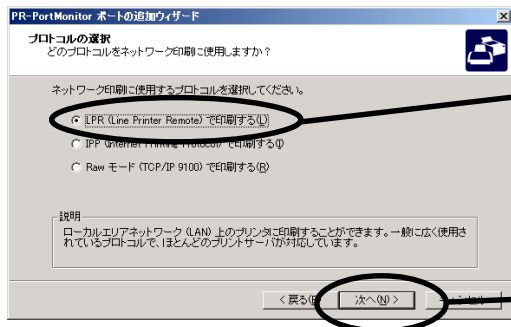 PR-PortMonitor ポートの追加ウィザード
プロトコルの選択
どのプロトコルをネットワーク印刷に使用しますか?
ネットワーク印刷に使用するプロトコルを選択してください。
LPR (Line Printer Remote) で印刷する(L)
IPP (Internet Printing Protocol) で印刷する(I)
Raw モード (TCP/IP 9100) で印刷する(R)
説明
ローカルエリアネットワーク (LAN) 上のプリンタに印刷することができます。一般に広く使用さ
れているプロトコルで、ほとんどのプリントサーバが対応しています。
< 戻る(B) 次へ(N) > キャンセル